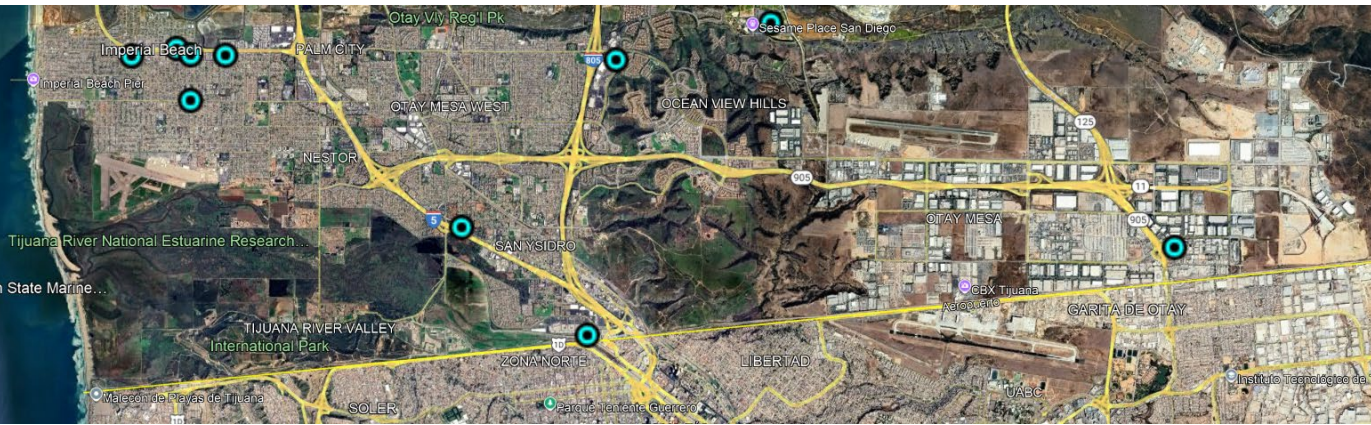 Otay Vly Reg'l Pk
Sesame Place San Diego
Imperial Beach
PALM CITY
805
Imperial Beach Pier
OTAY MESA WEST
OCEAN VIEW HILLS
125
NESTOR
905
11
5
OTAY MESA
905
Tijuana River National Estuarine Research...
SAN YSIDRO
State Marine...
CBX Tijuana
Aeropuerto
GARITA DE OTAY
TIJUANA RIVER VALLEY
International Park
1D
ZONA NORTE
LIBERTAD
Instituto Tecnológico de
Malecón de Playas de Tijuana
SOLER
Parque Teniente Guerrero
UABC
1D